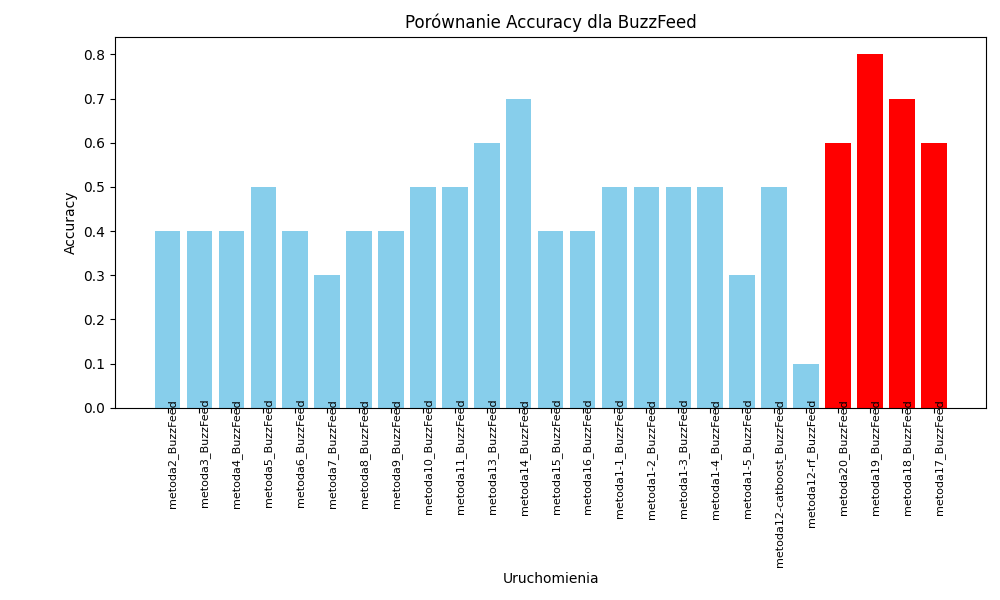 Porównanie Accuracy dla BuzzFeed
Accuracy
0.8
0.7
0.6
0.5
0.4
0.3
0.2
0.1
0.0
metoda2_BuzzFeed
metoda3_BuzzFeed
metoda4_BuzzFeed
metoda5_BuzzFeed
metoda6_BuzzFeed
metoda7_BuzzFeed
metoda8_BuzzFeed
metoda9_BuzzFeed
metoda10_BuzzFeed
metoda11_BuzzFeed
metoda13_BuzzFeed
metoda14_BuzzFeed
metoda15_BuzzFeed
metoda16_BuzzFeed
metoda1-1_BuzzFeed
metoda1-2_BuzzFeed
metoda1-3_BuzzFeed
metoda1-4_BuzzFeed
metoda1-5_BuzzFeed
metoda12-catboost_BuzzFeed
metoda12-rf_BuzzFeed
metoda20_BuzzFeed
metoda19_BuzzFeed
metoda18_BuzzFeed
metoda17_BuzzFeed
Uruchomienia